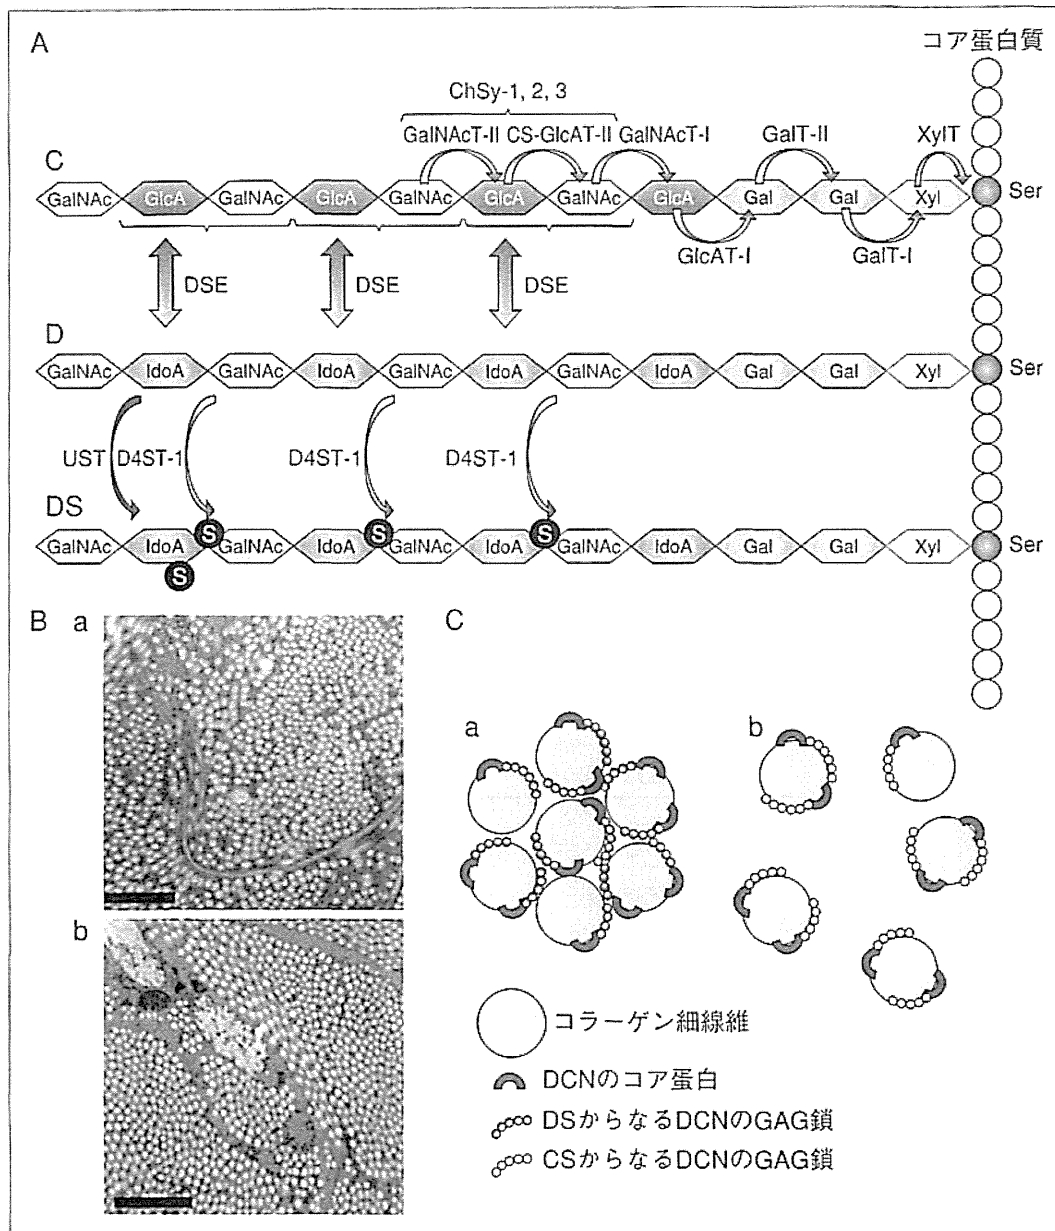 A
コア蛋白質
ChSy-1, 2, 3
GalNAcT-II CS-GlcAT-II GalNAcT-I GalT-II XylT
C
GalNAc GlcA GalNAc GlcA GalNAc GlcA GalNAc GlcA Gal Gal Xyl Ser
GlcAT-I GalT-I
DSE DSE DSE
D
GalNAc IdoA GalNAc IdoA GalNAc IdoA GalNAc IdoA Gal Gal Xyl Ser
UST D4ST-1 D4ST-1 D4ST-1
DS
S S S
GalNAc IdoA GalNAc IdoA GalNAc IdoA GalNAc IdoA Gal Gal Xyl Ser
S
B a
b
C
a b
コラーゲン細線維
DCNのコア蛋白
DSからなるDCNのGAG鎖
CSからなるDCNのGAG鎖